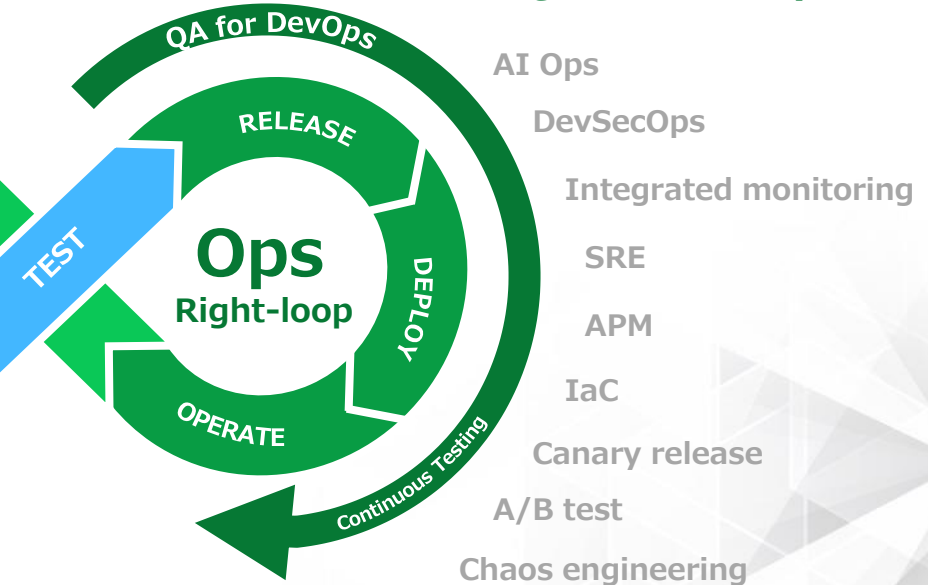 QA for DevOps
RELEASE
TEST
Ops
Right-loop
DEPLOY
OPERATE
Continuous Testing
AI Ops
DevSecOps
Integrated monitoring
SRE
APM
IaC
Canary release
A/B test
Chaos engineering